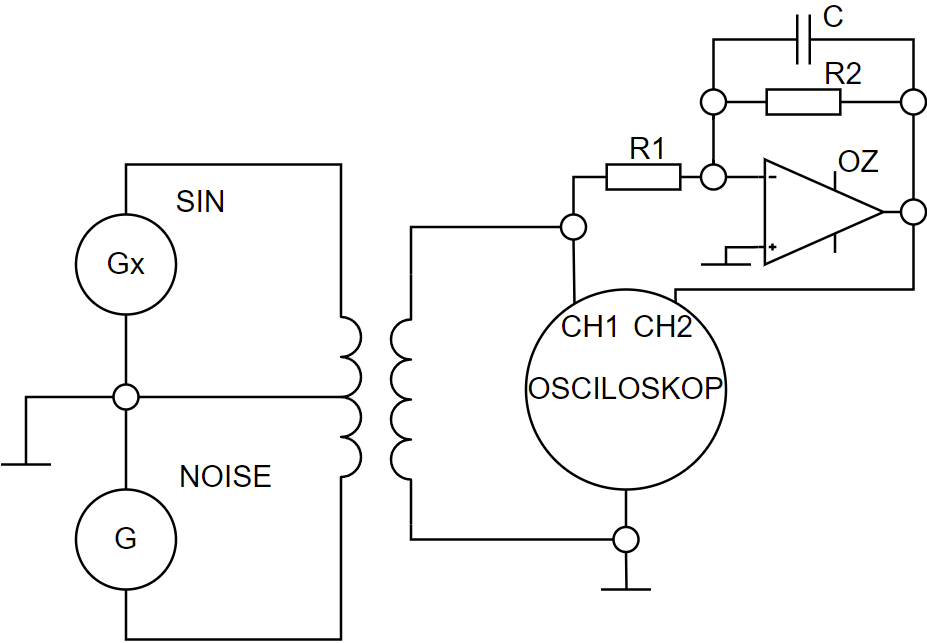 C
R2
R1
OZ
SIN
Gx
CH1 CH2
OSCILOSKOP
NOISE
G